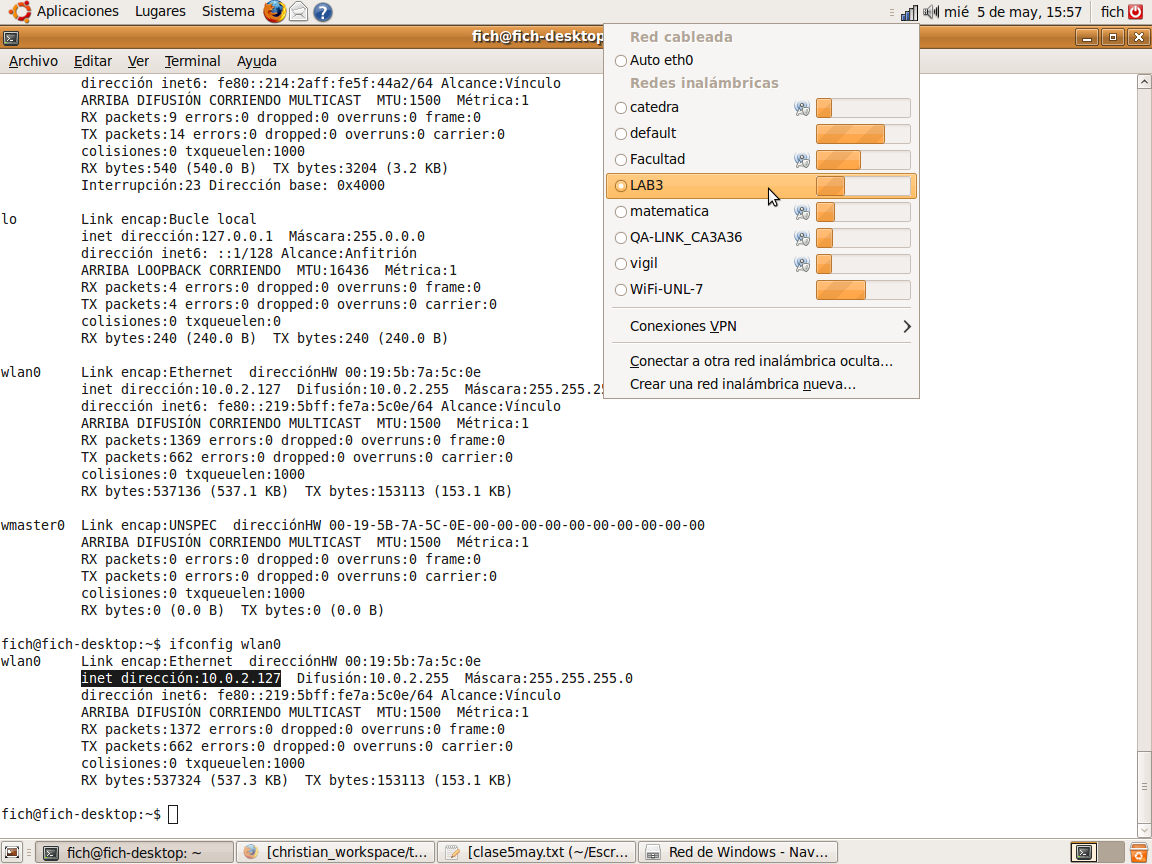 Aplicaciones Lugares Sistema mié 5 de may, 15:57 fich
fich@fich-desktop
Archivo Editar Ver Terminal Ayuda
dirección inet6: fe80::214:2aff:fe5f:44a2/64 Alcance:Vínculo
ARRIBA DIFUSIÓN CORRIENDO MULTICAST  MTU:1500  Métrica:1
RX packets:9 errors:0 dropped:0 overruns:0 frame:0
TX packets:14 errors:0 dropped:0 overruns:0 carrier:0
colisiones:0 txqueuelen:1000
RX bytes:540 (540.0 B)  TX bytes:3204 (3.2 KB)
Interrupción:23 Dirección base: 0x4000
lo        Link encap:Bucle local
inet dirección:127.0.0.1  Máscara:255.0.0.0
dirección inet6: ::1/128 Alcance:Anfitrión
ARRIBA LOOPBACK CORRIENDO  MTU:16436  Métrica:1
RX packets:4 errors:0 dropped:0 overruns:0 frame:0
TX packets:4 errors:0 dropped:0 overruns:0 carrier:0
colisiones:0 txqueuelen:0
RX bytes:240 (240.0 B)  TX bytes:240 (240.0 B)
wlan0     Link encap:Ethernet  direcciónHW 00:19:5b:7a:5c:0e
inet dirección:10.0.2.127  Difusión:10.0.2.255  Máscara:255.255.25
dirección inet6: fe80::219:5bff:fe7a:5c0e/64 Alcance:Vínculo
ARRIBA DIFUSIÓN CORRIENDO MULTICAST  MTU:1500  Métrica:1
RX packets:1369 errors:0 dropped:0 overruns:0 frame:0
TX packets:662 errors:0 dropped:0 overruns:0 carrier:0
colisiones:0 txqueuelen:1000
RX bytes:537136 (537.1 KB)  TX bytes:153113 (153.1 KB)
wmaster0  Link encap:UNSPEC  direcciónHW 00-19-5B-7A-5C-0E-00-00-00-00-00-00-00-00-00-00
ARRIBA DIFUSIÓN CORRIENDO MULTICAST  MTU:1500  Métrica:1
RX packets:0 errors:0 dropped:0 overruns:0 frame:0
TX packets:0 errors:0 dropped:0 overruns:0 carrier:0
colisiones:0 txqueuelen:1000
RX bytes:0 (0.0 B)  TX bytes:0 (0.0 B)
fich@fich-desktop:~$ ifconfig wlan0
wlan0     Link encap:Ethernet  direcciónHW 00:19:5b:7a:5c:0e
inet dirección:10.0.2.127  Difusión:10.0.2.255  Máscara:255.255.255.0
dirección inet6: fe80::219:5bff:fe7a:5c0e/64 Alcance:Vínculo
ARRIBA DIFUSIÓN CORRIENDO MULTICAST  MTU:1500  Métrica:1
RX packets:1372 errors:0 dropped:0 overruns:0 frame:0
TX packets:662 errors:0 dropped:0 overruns:0 carrier:0
colisiones:0 txqueuelen:1000
RX bytes:537324 (537.3 KB)  TX bytes:153113 (153.1 KB)
fich@fich-desktop:~$
Red cableada
Auto eth0
Redes inalámbricas
catedra
default
Facultad
LAB3
matematica
QA-LINK_CA3A36
vigil
WiFi-UNL-7
Conexiones VPN
Conectar a otra red inalámbrica oculta...
Crear una red inalámbrica nueva...
fich@fich-desktop: ~ [christian_workspace/t... [clase5may.txt (~/Escr... Red de Windows - Nav...